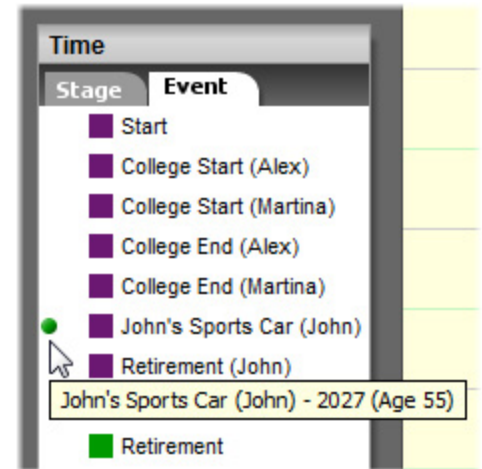 Time
Stage Event
Start
College Start (Alex)
College Start (Martina)
College End (Alex)
College End (Martina)
John's Sports Car (John)
Retirement (John)
John's Sports Car (John) - 2027 (Age 55)
Retirement